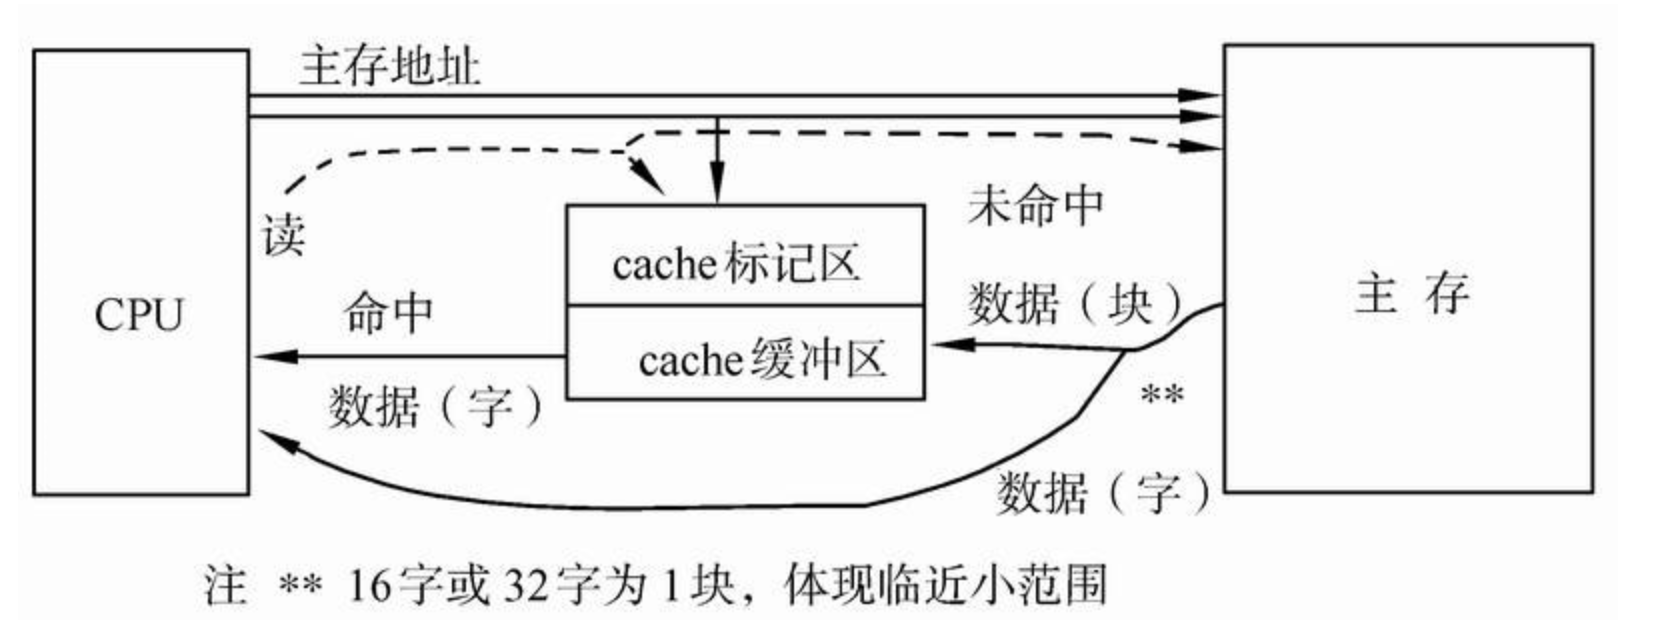 主存地址
读
未命中
cache标记区
CPU
命中
数据（块）
主 存
cache缓冲区
数据（字）
**
数据（字）
注 ** 16字或 32字为 1块，体现临近小范围